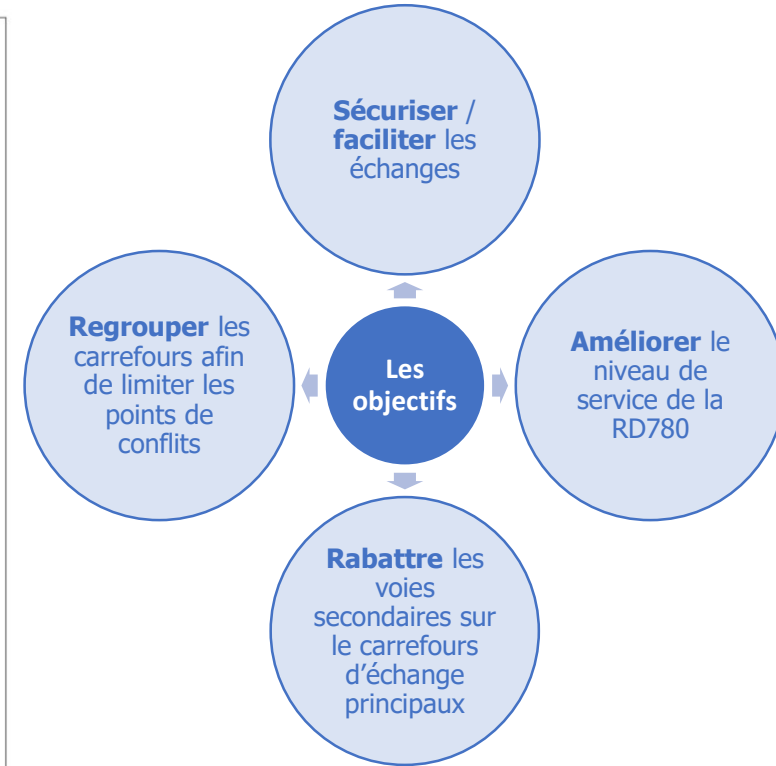 Sécuriser /
faciliter les
échanges
Regrouper les
carrefours afin
de limiter les
points de
conflits
Les
objectifs
Améliorer le
niveau de
service de la
RD780
Rabattre les
voies
secondaires sur
le carrefours
d'échange
principaux